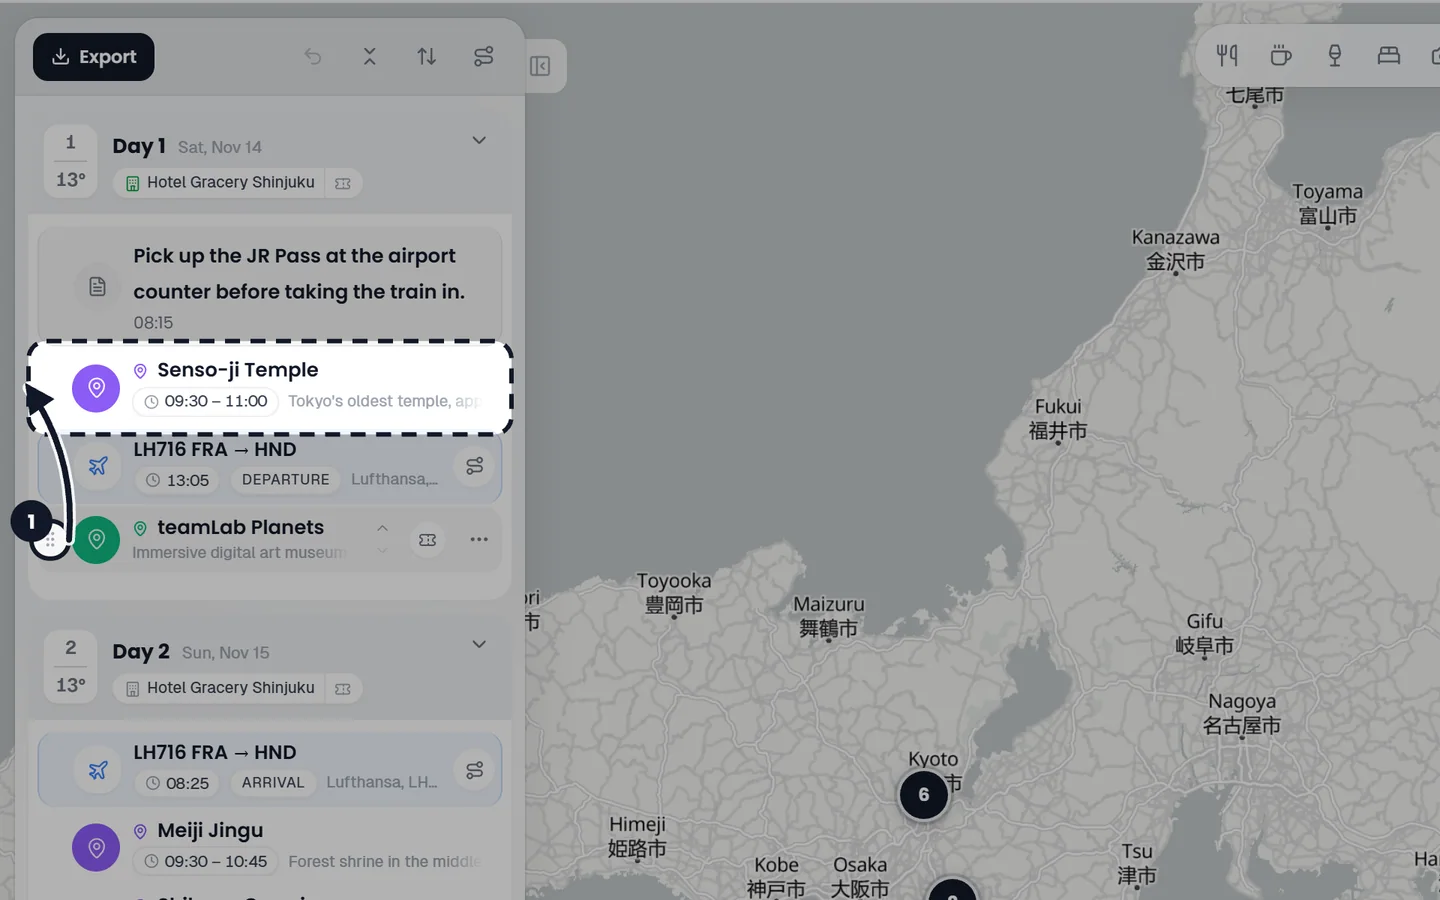 Export
1
13°
Day 1 Sat, Nov 14
Hotel Gracery Shinjuku
Pick up the JR Pass at the airport
counter before taking the train in.
08:15
Senso-ji Temple
09:30 – 11:00 Tokyo's oldest temple, app
LH716 FRA → HND
13:05 DEPARTURE Lufthansa,...
1
teamLab Planets
Immersive digital art museum
2
13°
Day 2 Sun, Nov 15
Hotel Gracery Shinjuku
LH716 FRA → HND
08:25 ARRIVAL Lufthansa, LH...
Meiji Jingu
09:30 – 10:45 Forest shrine in the middle
七尾市
Toyama
富山市
Kanazawa
金沢市
Fukui
福井市
Toyooka
豊岡市
Maizuru
舞鶴市
Gifu
岐阜市
Nagoya
名古屋市
Kyoto
市
6
Himeji
姫路市
Kobe
神戸市
Osaka
大阪市
Tsu
津市
Ha
ori
市